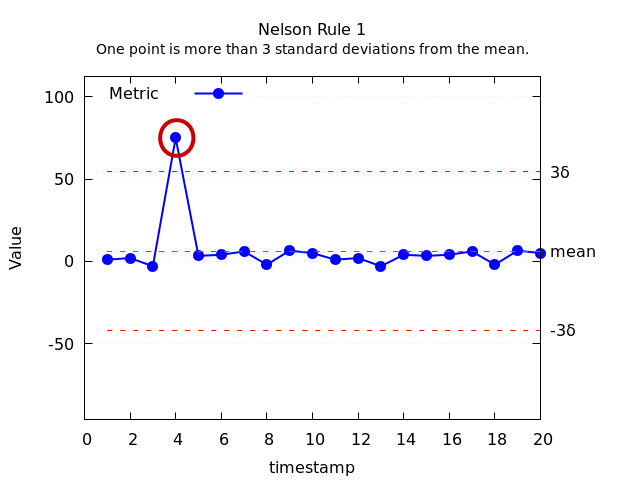 Nelson Rule 1
One point is more than 3 standard deviations from the mean.
Metric
100
50
0
-50
Value
3δ
mean
-3δ
0 2 4 6 8 10 12 14 16 18 20
timestamp